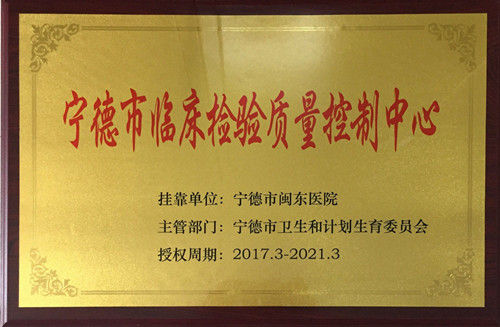 宁德市临床检验质量控制中心
挂靠单位：宁德市闽东医院
主管部门：宁德市卫生和计划生育委员会
授权周期：2017.3-2021.3